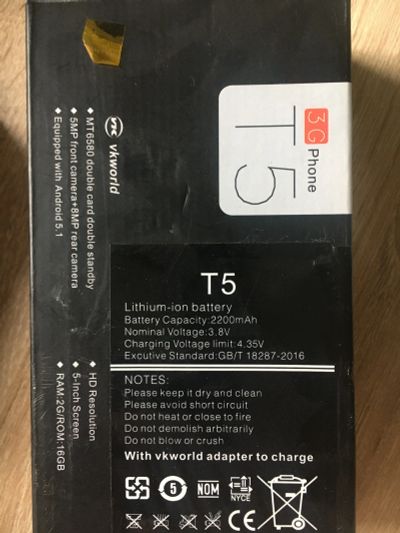 3G Phone
T5
vkworld
◆ MT6580 double card double standby
◆ 5MP front camera+8MP rear camera
◆ Equipped with Android 5.1
◆ HD Resolution
◆ 5-Inch Screen
◆ RAM:2G/ROM:16GB
T5
Lithium-ion battery
Battery Capacity:2200mAh
Nominal Voltage:3.8V
Charging Voltage limit:4.35V
Excutive Standard:GB/T 18287-2016
NOTES:
Please keep it dry and clean
Please avoid short circuit
Do not heat or close to fire
Do not demolish arbitrarily
Do not blow or crush
With vkworld adapter to charge
5
NOM
NYCE
CE